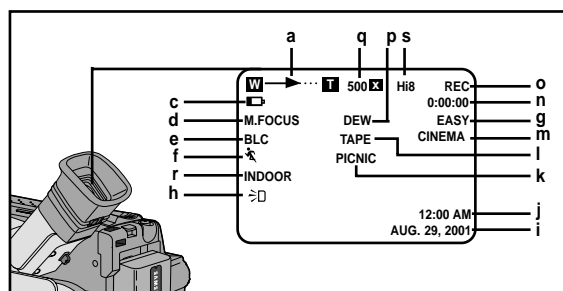 a q p s
W T 500 X Hi8 REC o
c 0:00:00 n
d M.FOCUS DEW EASY g
e BLC TAPE CINEMA m
f PICNIC l
r INDOOR k
h
12:00 AM j
AUG. 29, 2001 i